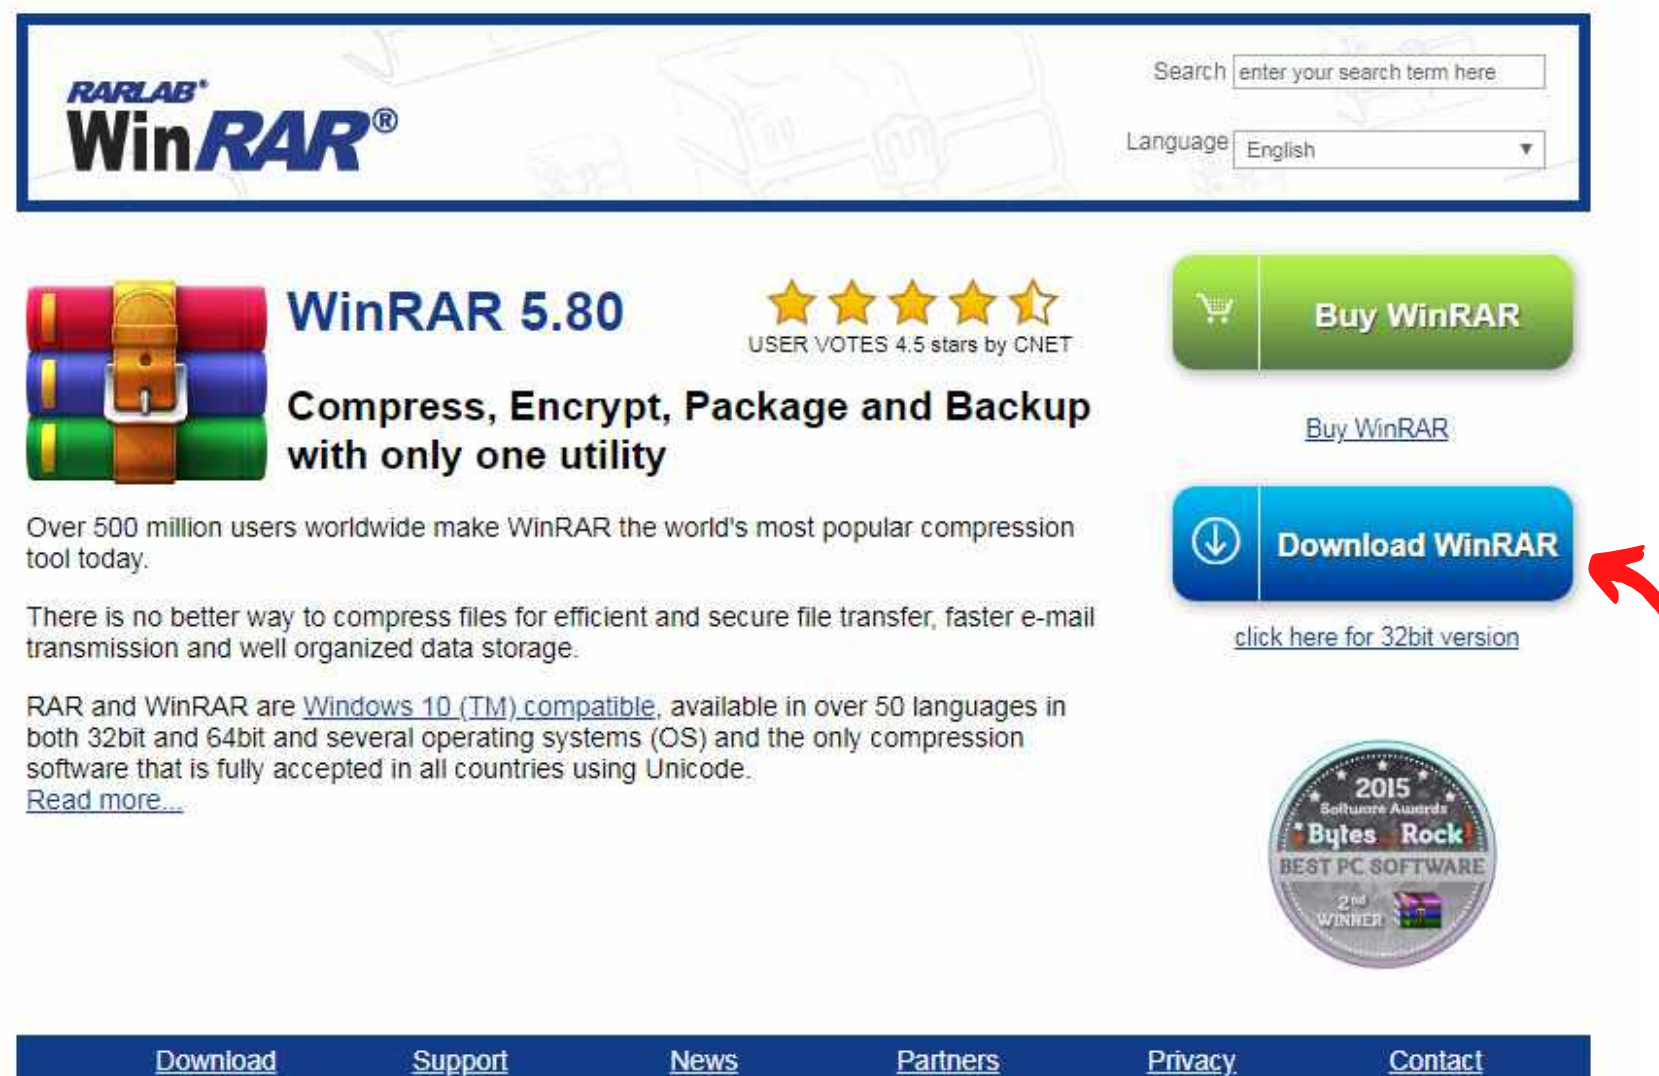 RARLAB®
WinRAR®
Search enter your search term here
Language English
WinRAR 5.80
USER VOTES 4.5 stars by CNET
Compress, Encrypt, Package and Backup
with only one utility
Over 500 million users worldwide make WinRAR the world's most popular compression
tool today.
There is no better way to compress files for efficient and secure file transfer, faster e-mail
transmission and well organized data storage.
RAR and WinRAR are Windows 10 (TM) compatible, available in over 50 languages in
both 32bit and 64bit and several operating systems (OS) and the only compression
software that is fully accepted in all countries using Unicode.
Read more...
Buy WinRAR
Buy WinRAR
Download WinRAR
click here for 32bit version
2015
Software Awards
Bytes Rock!
BEST PC SOFTWARE
2nd
WINNER
Download Support News Partners Privacy Contact